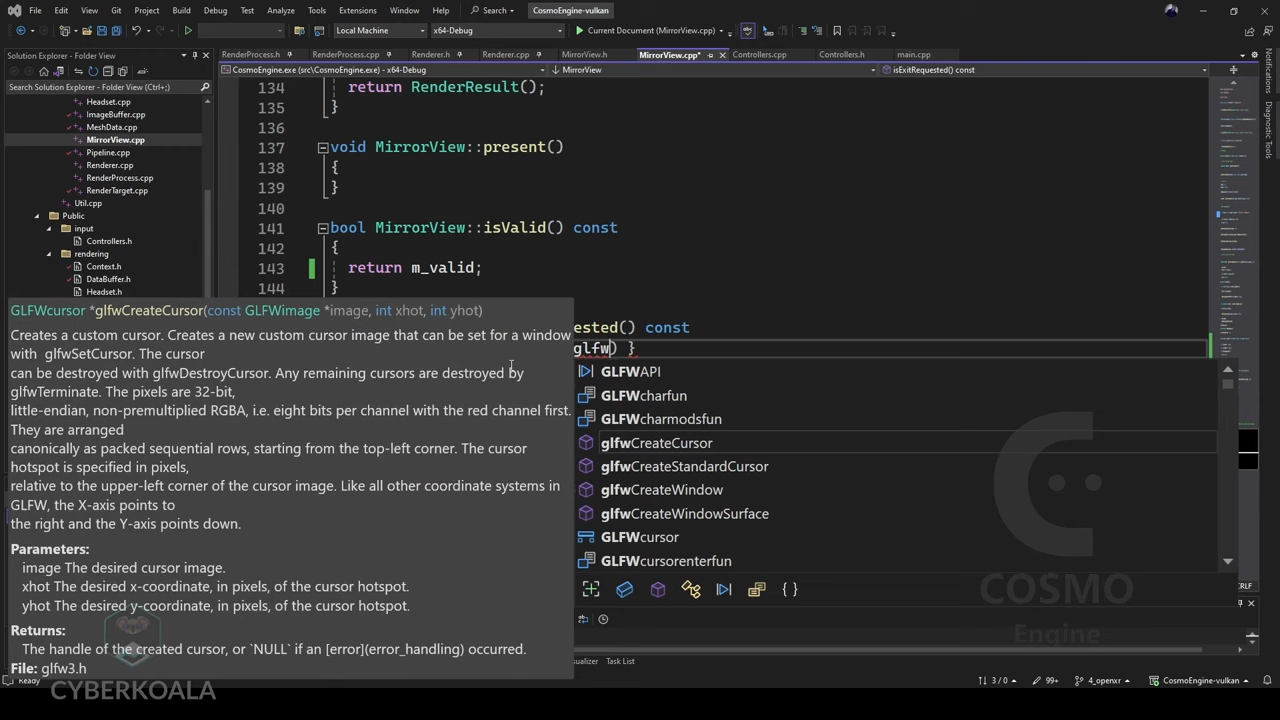 File Edit View Git Project Build Debug Test Analyze Tools Extensions Window Help Search CosmoEngine-vulkan
Local Machine x64-Debug Current Document (MirrorView.cpp)
Solution Explorer - Folder View
Search Solution Explorer - Folder View (Ctrl+;)
Headset.cpp
ImageBuffer.cpp
MeshData.cpp
MirrorView.cpp
Pipeline.cpp
Renderer.cpp
RenderProcess.cpp
RenderTarget.cpp
Util.cpp
Public
input
Controllers.h
rendering
Context.h
DataBuffer.h
Headset.h
RenderProcess.h RenderProcess.cpp Renderer.h Renderer.cpp MirrorView.h MirrorView.cpp* Controllers.cpp Controllers.h main.cpp
CosmoEngine.exe (src\CosmoEngine.exe) - x64-Debug MirrorView isExitRequested() const
134 return RenderResult();
135 }
136
137 void MirrorView::present()
138 {
139 }
140
141 bool MirrorView::isValid() const
142 {
143 return m_valid;
144 }
ested() const
glfw) }
GLFWcursor *glfwCreateCursor(const GLFWimage *image, int xhot, int yhot)
Creates a custom cursor. Creates a new custom cursor image that can be set for a window
with glfwSetCursor. The cursor
can be destroyed with glfwDestroyCursor. Any remaining cursors are destroyed by
glfwTerminate. The pixels are 32-bit,
little-endian, non-premultiplied RGBA, i.e. eight bits per channel with the red channel first.
They are arranged
canonically as packed sequential rows, starting from the top-left corner. The cursor
hotspot is specified in pixels,
relative to the upper-left corner of the cursor image. Like all other coordinate systems in
GLFW, the X-axis points to
the right and the Y-axis points down.
Parameters:
image The desired cursor image.
xhot The desired x-coordinate, in pixels, of the cursor hotspot.
yhot The desired y-coordinate, in pixels, of the cursor hotspot.
Returns:
The handle of the created cursor, or `NULL` if an [error](error_handling) occurred.
File: glfw3.h
GLFWAPI
GLFWcharfun
GLFWcharmodsfun
glfwCreateCursor
glfwCreateStandardCursor
glfwCreateWindow
glfwCreateWindowSurface
GLFWcursor
GLFWcursorenterfun
Notifications
Diagnostic Tools
COSMO
Engine
CRLF
Task List
Ready 3 / 0 99+ 4_openxr CosmoEngine-vulkan
CYBERKOALA